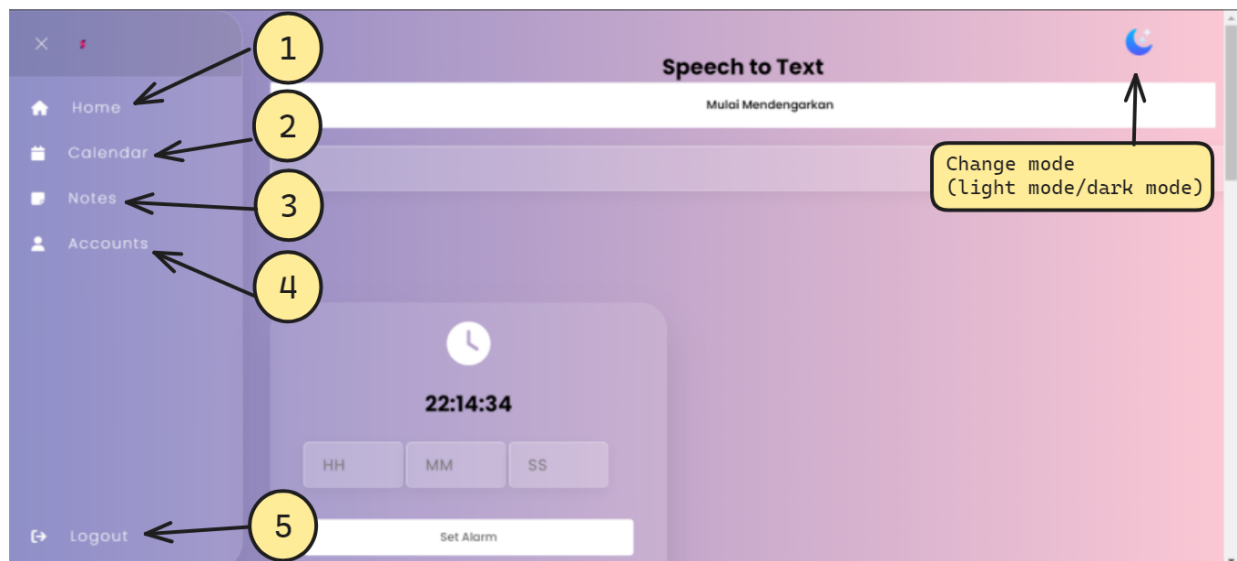 1
Speech to Text
Home
Mulai Mendengarkan
2
Calendar
Change mode
(light mode/dark mode)
Notes
3
Accounts
4
22:14:34
HH MM SS
5
Logout
Set Alarm